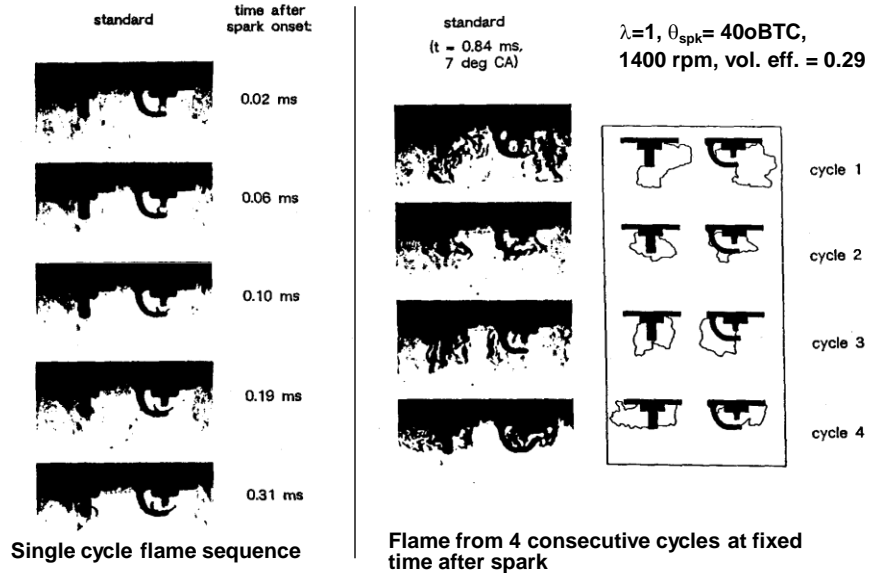 standard
time after
spark onset:
0.02 ms
0.06 ms
0.10 ms
0.19 ms
0.31 ms
Single cycle flame sequence
standard
(t = 0.84 ms,
7 deg CA)
λ=1, θspk= 40oBTC,
1400 rpm, vol. eff. = 0.29
cycle 1
cycle 2
cycle 3
cycle 4
Flame from 4 consecutive cycles at fixed
time after spark